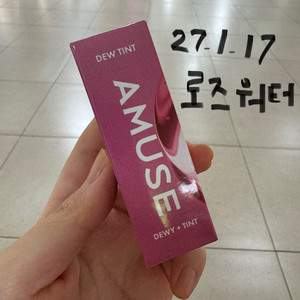 DEW TINT
AMUSE
DEWY + TINT
27.1.17
로즈워터